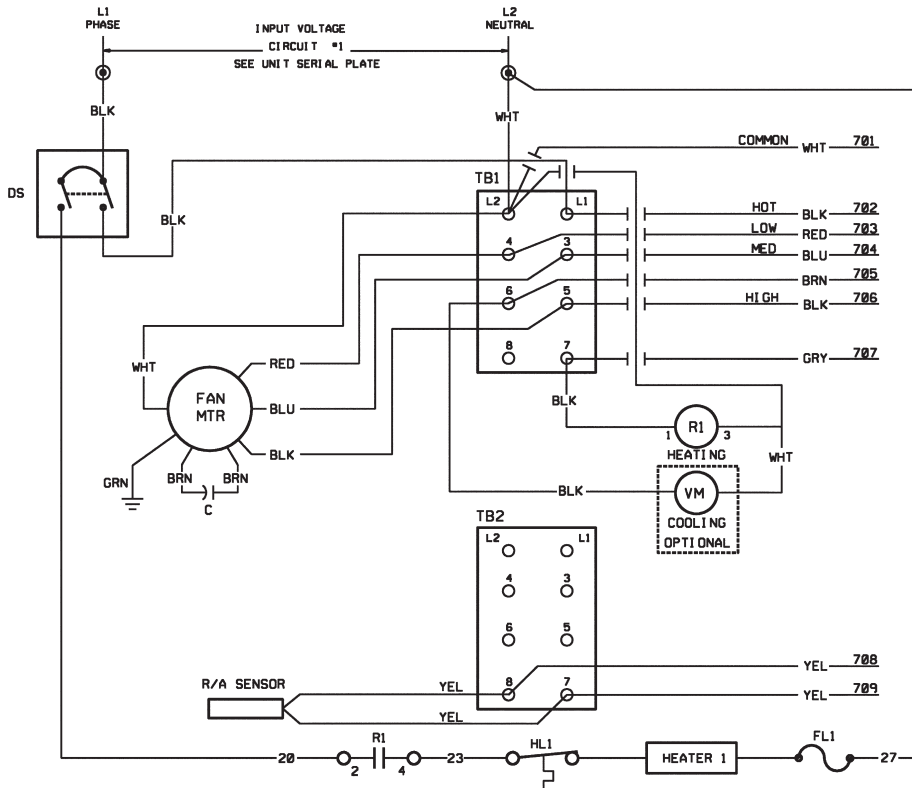 L1
PHASE
L2
NEUTRAL
INPUT VOLTAGE
CIRCUIT #1
SEE UNIT SERIAL PLATE
BLK
WHT
COMMON WHT 701
TB1
DS
L2 L1
HOT BLK 702
BLK
LOW RED 703
4 3
MED BLU 704
BRN 705
6 5
HIGH BLK 706
8 7
GRY 707
WHT
RED
FAN
MTR
BLU
BLK
BLK
1 R1 3
HEATING
WHT
GRN
BRN BRN
C
BLK
VM
COOLING
OPTIONAL
TB2
L2 L1
4 3
6 5
YEL 708
8 7
YEL 709
R/A SENSOR
YEL
YEL
20
2
R1
4
23
HL1
HEATER 1
FL1
27